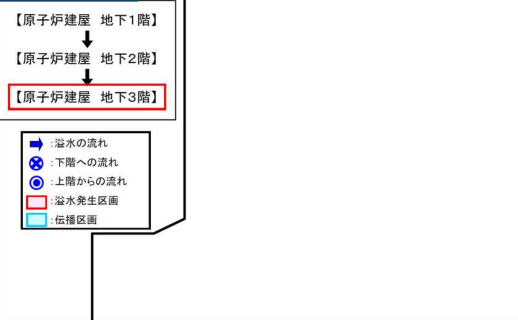 【原子炉建屋 地下1階】
【原子炉建屋 地下2階】
【原子炉建屋 地下3階】
:溢水の流れ
:下階への流れ
:上階からの流れ
:溢水発生区画
:伝播区画